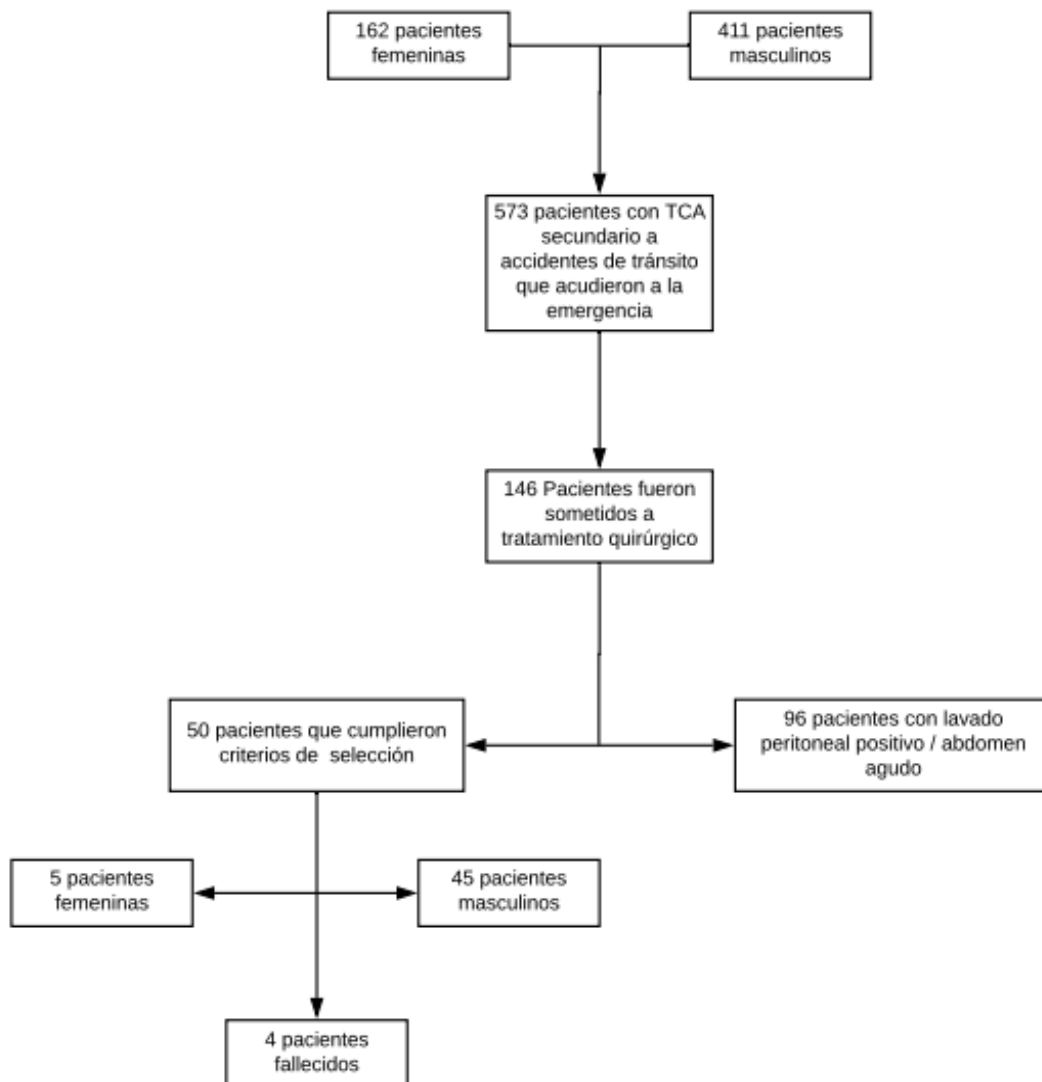 162 pacientes
femeninas
411 pacientes
masculinos
573 pacientes con TCA
secundario a
accidentes de tránsito
que acudieron a la
emergencia
146 Pacientes fueron
sometidos a
tratamiento quirúrgico
50 pacientes que cumplieron
criterios de selección
96 pacientes con lavado
peritoneal positivo / abdomen
agudo
5 pacientes
femeninas
45 pacientes
masculinos
4 pacientes
fallecidos